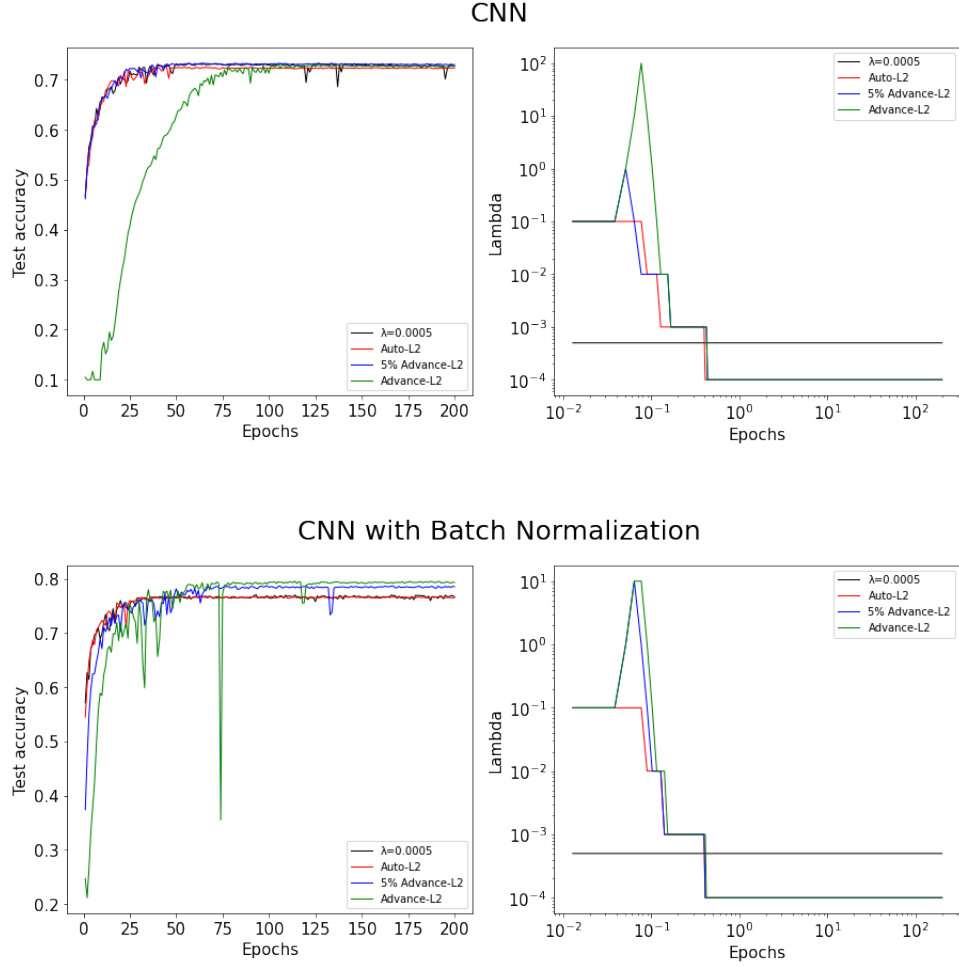 CNN
Test accuracy
0.7
0.6
0.5
0.4
0.3
0.2
0.1
λ=0.0005
Auto-L2
5% Advance-L2
Advance-L2
0 25 50 75 100 125 150 175 200
Epochs
Lambda
10²
10¹
10⁰
10⁻¹
10⁻²
10⁻³
10⁻⁴
λ=0.0005
Auto-L2
5% Advance-L2
Advance-L2
10⁻² 10⁻¹ 10⁰ 10¹ 10²
Epochs
CNN with Batch Normalization
Test accuracy
0.8
0.7
0.6
0.5
0.4
0.3
0.2
λ=0.0005
Auto-L2
5% Advance-L2
Advance-L2
0 25 50 75 100 125 150 175 200
Epochs
Lambda
10¹
10⁰
10⁻¹
10⁻²
10⁻³
10⁻⁴
λ=0.0005
Auto-L2
5% Advance-L2
Advance-L2
10⁻² 10⁻¹ 10⁰ 10¹ 10²
Epochs